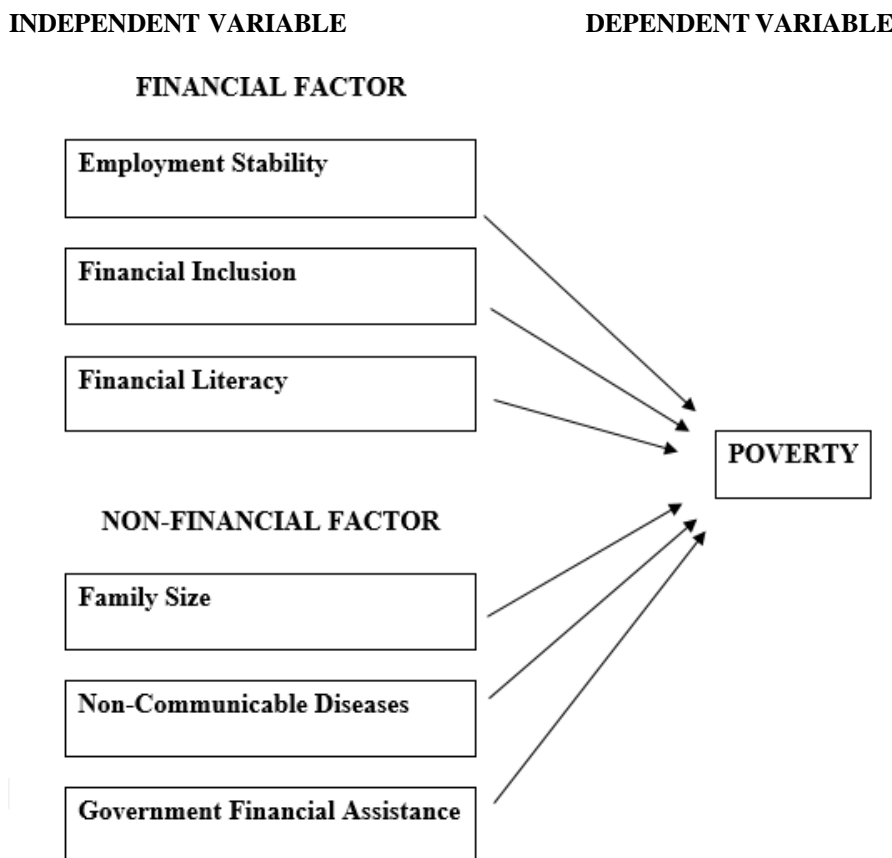 INDEPENDENT VARIABLE
DEPENDENT VARIABLE
FINANCIAL FACTOR
Employment Stability
Financial Inclusion
Financial Literacy
POVERTY
NON-FINANCIAL FACTOR
Family Size
Non-Communicable Diseases
Government Financial Assistance